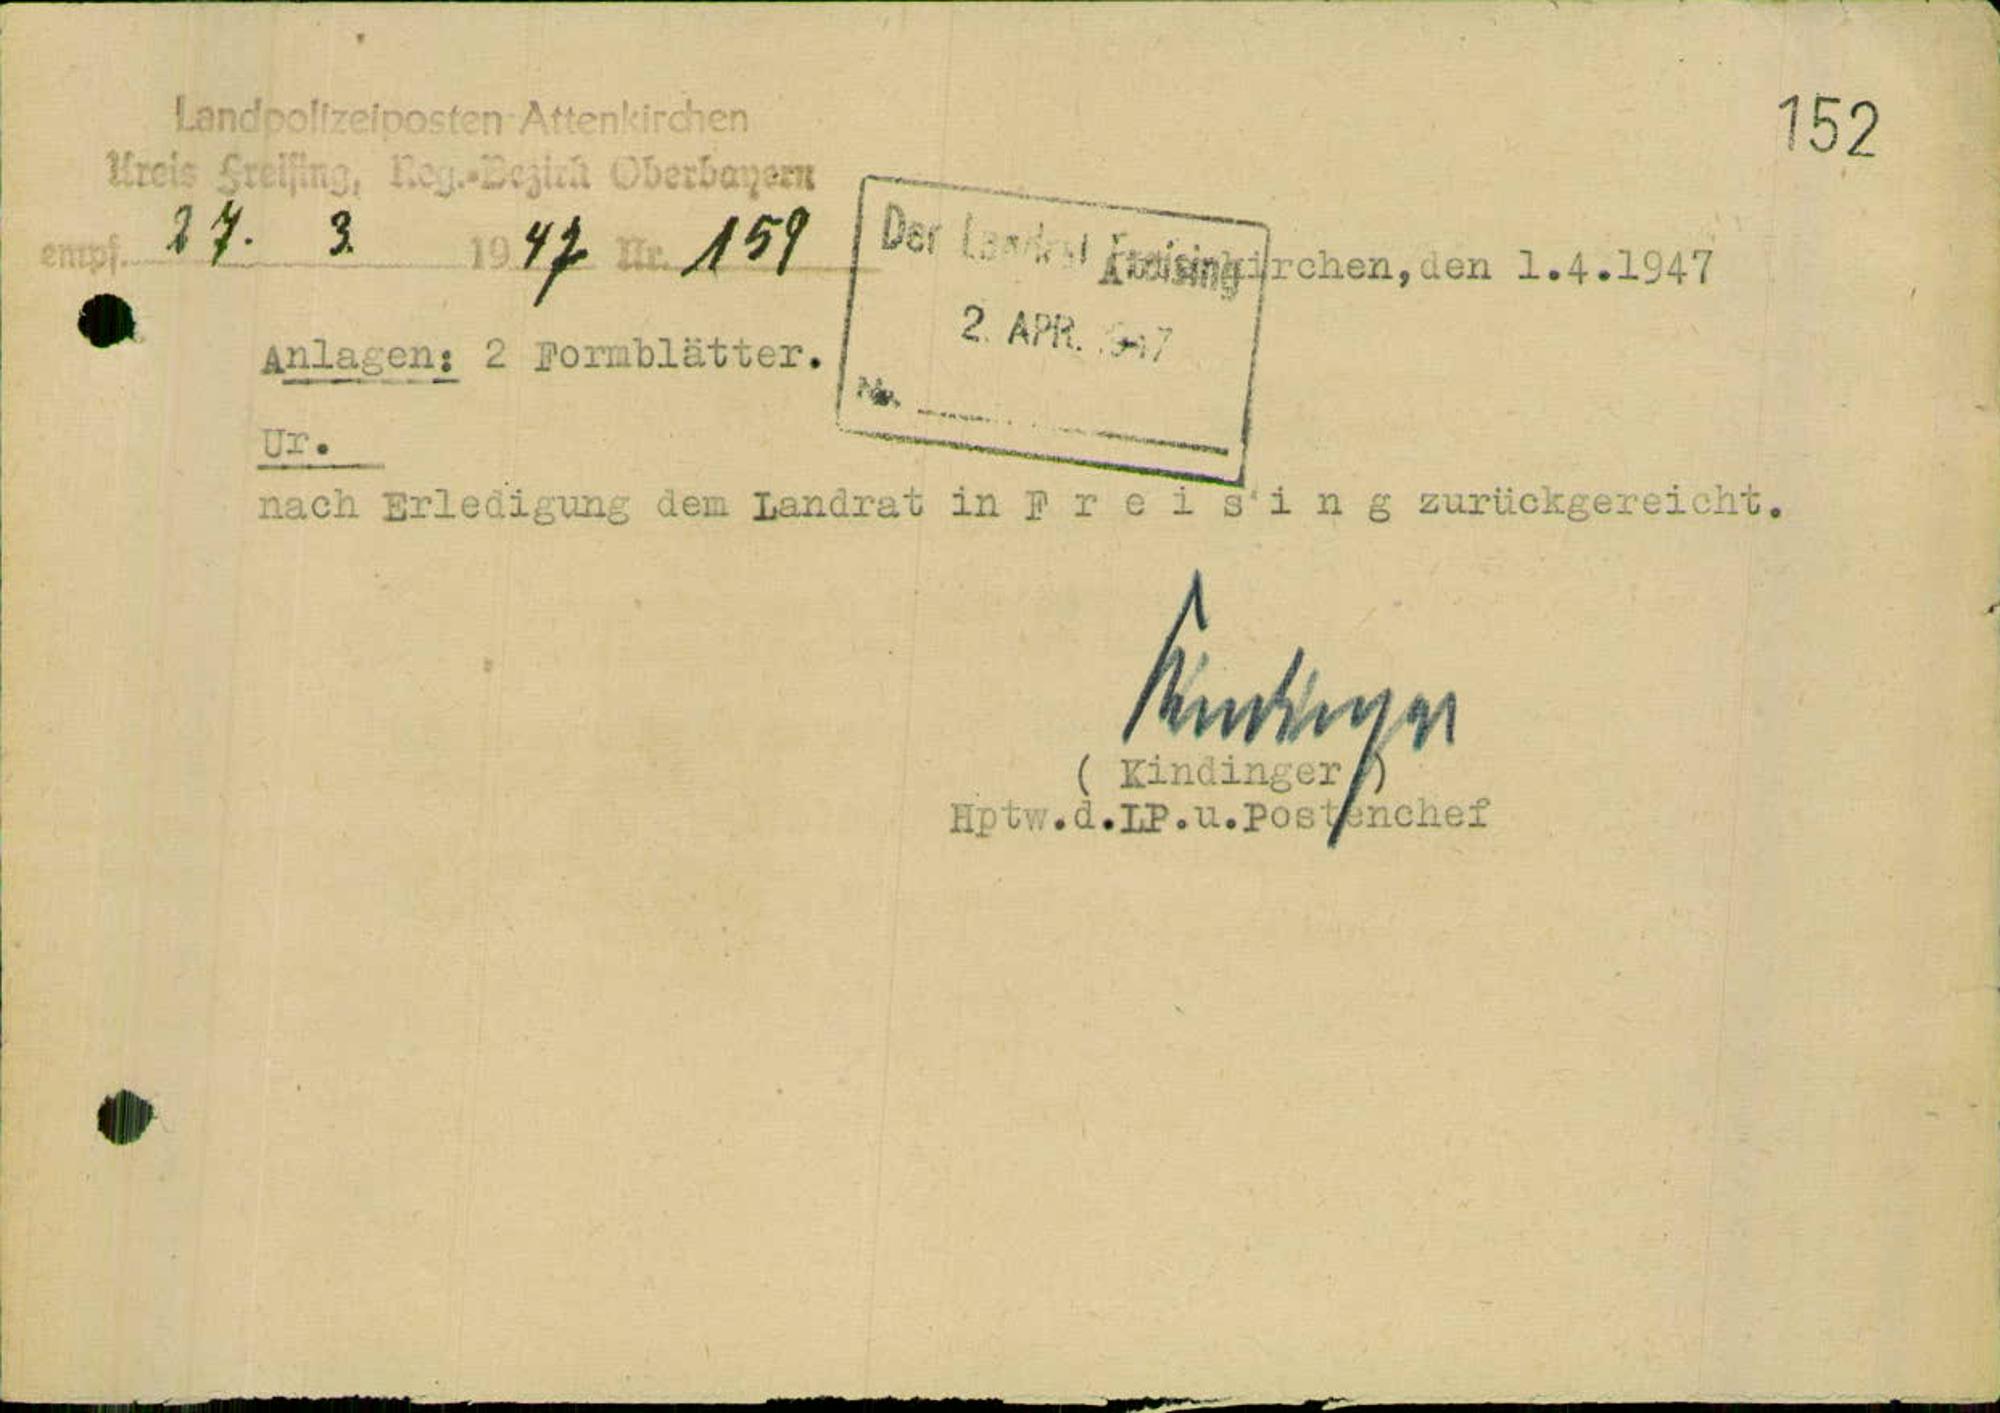 152
Landpolizeiposten Attenkirchen
Kreis Freising, Reg.-Bezirk Oberbayern
empf. 27. 3. 1947 Nr. 159
Der Landrat Freising
2. APR. 1947
Nr.
Attenkirchen, den 1.4.1947
Anlagen: 2 Formblätter.
Ur.
nach Erledigung dem Landrat in F r e i s i n g zurückgereicht.
Kindinger
( Kindinger )
Hptw.d.LP.u.Postenchef